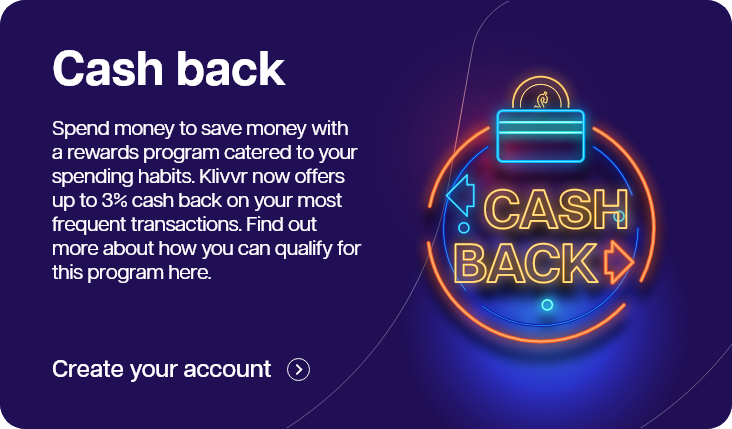 Cash back
Spend money to save money with
a rewards program catered to your
spending habits. Klivvr now offers
up to 3% cash back on your most
frequent transactions. Find out
more about how you can qualify for
this program here.
Create your account
CASH
BACK